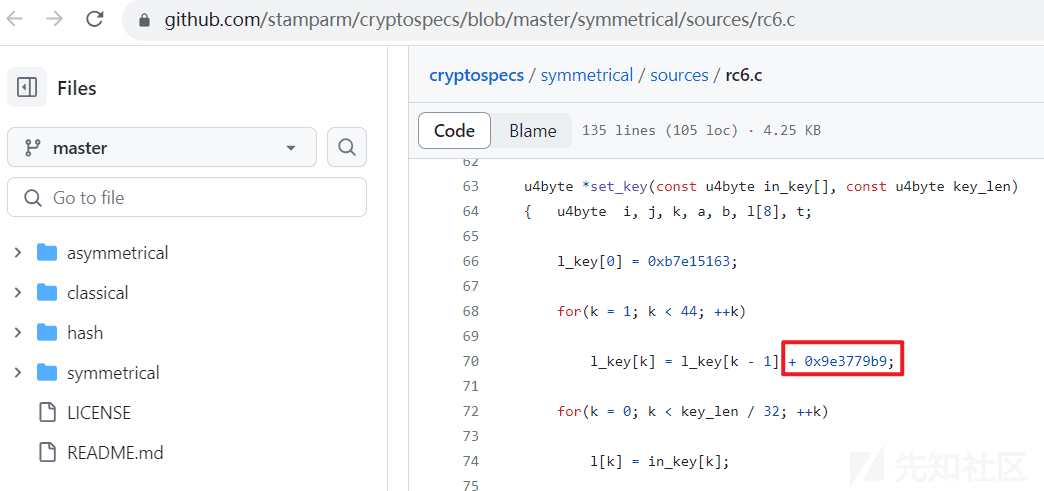 github.com/stamparm/cryptospecs/blob/master/symmetrical/sources/rc6.c
Files
master
Go to file
asymmetrical
classical
hash
symmetrical
LICENSE
README.md
cryptospecs / symmetrical / sources / rc6.c
Code Blame 135 lines (105 loc) · 4.25 KB
62
63 u4byte *set_key(const u4byte in_key[], const u4byte key_len)
64 { u4byte i, j, k, a, b, l[8], t;
65
66 l_key[0] = 0xb7e15163;
67
68 for(k = 1; k < 44; ++k)
69
70 l_key[k] = l_key[k - 1] + 0x9e3779b9;
71
72 for(k = 0; k < key_len / 32; ++k)
73
74 l[k] = in_key[k];
75
先知社区